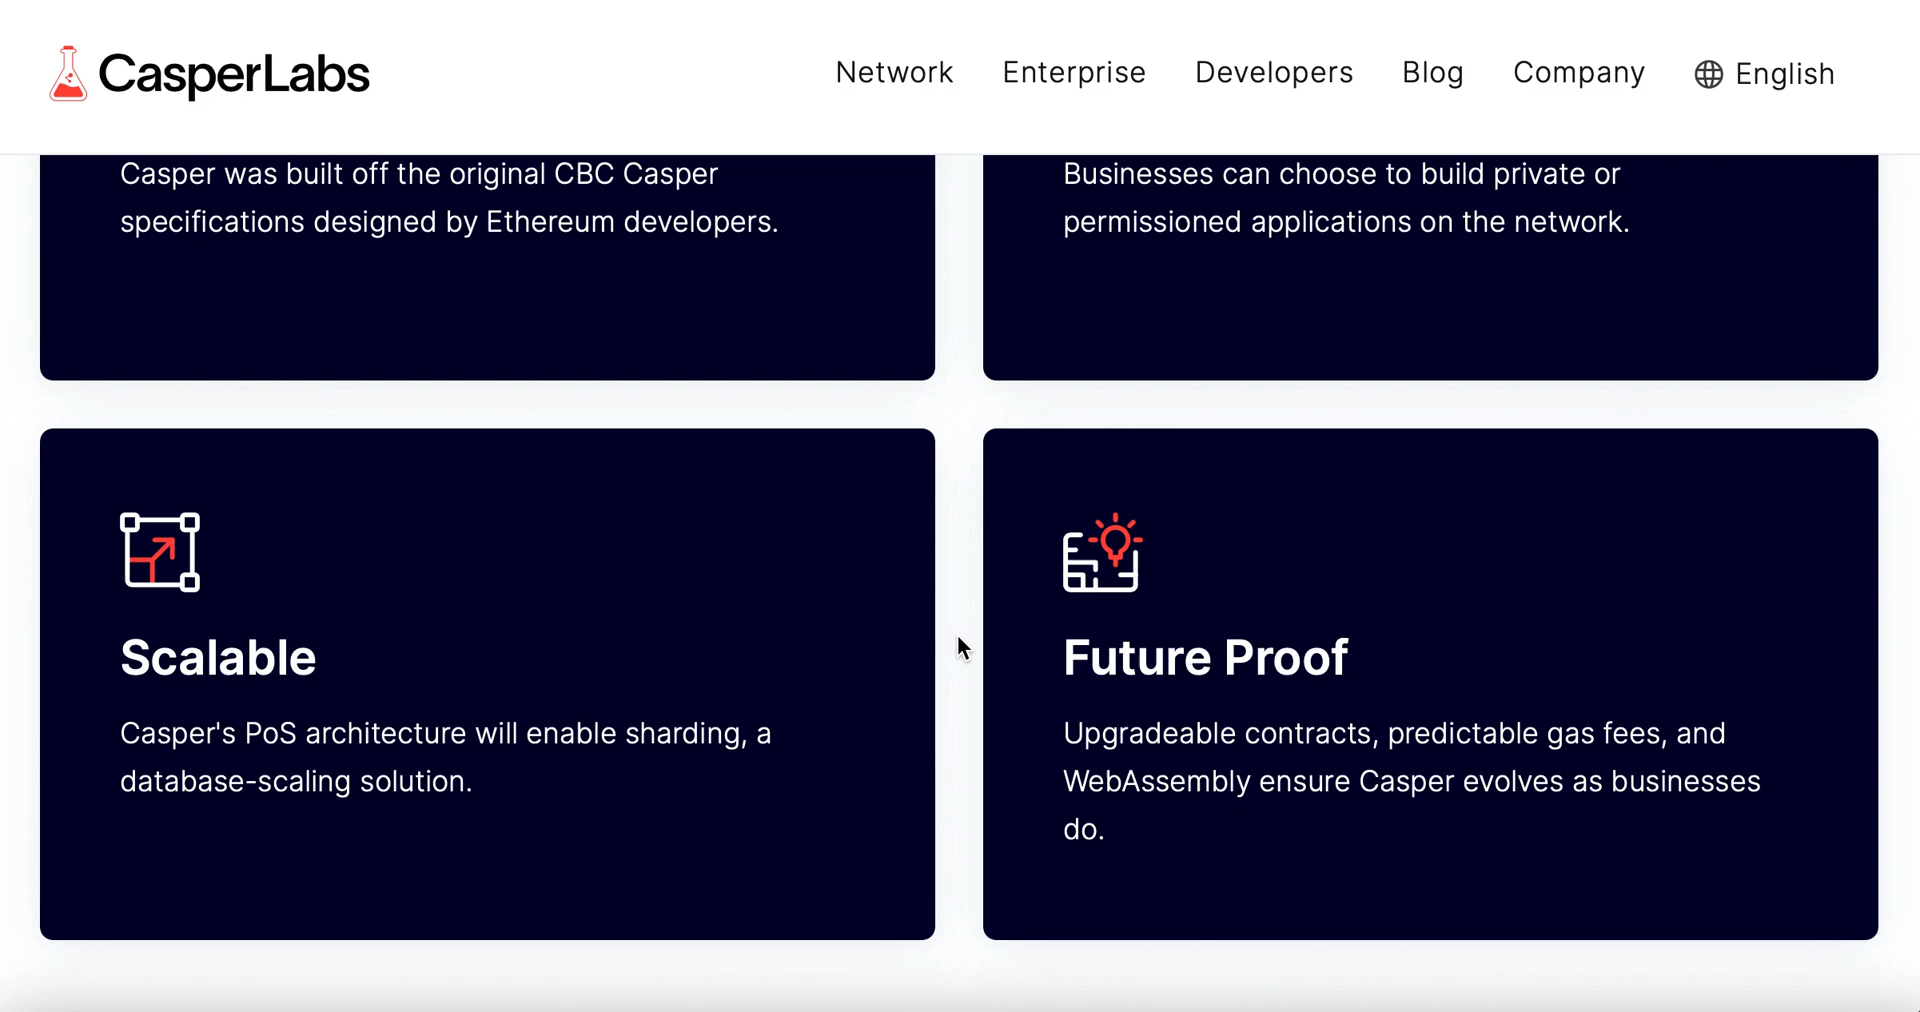 CasperLabs
Network Enterprise Developers Blog Company English
Casper was built off the original CBC Casper
specifications designed by Ethereum developers.
Businesses can choose to build private or
permissioned applications on the network.
Scalable
Casper's PoS architecture will enable sharding, a
database-scaling solution.
Future Proof
Upgradeable contracts, predictable gas fees, and
WebAssembly ensure Casper evolves as businesses
do.